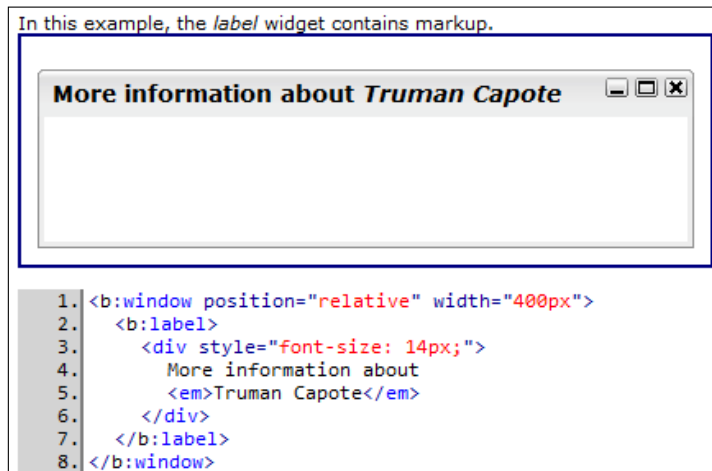 In this example, the label widget contains markup.
More information about Truman Capote
1. <b:window position="relative" width="400px">
2.   <b:label>
3.     <div style="font-size: 14px;">
4.       More information about
5.       <em>Truman Capote</em>
6.     </div>
7.   </b:label>
8. </b:window>